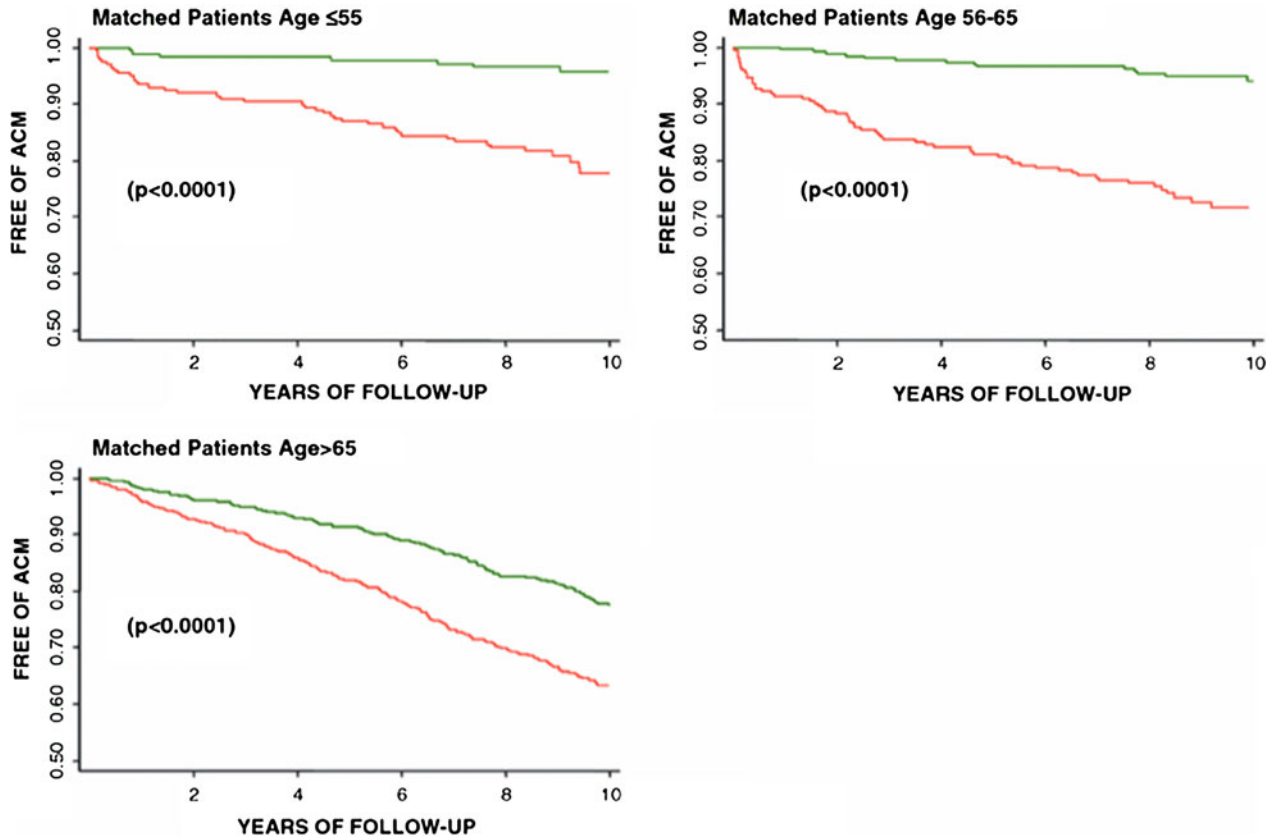 Matched Patients Age ≤55
FREE OF ACM
1.00
0.90
0.80
0.70
0.60
0.50
(p<0.0001)
2 4 6 8 10
YEARS OF FOLLOW-UP
Matched Patients Age 56-65
FREE OF ACM
1.00
0.90
0.80
0.70
0.60
0.50
(p<0.0001)
2 4 6 8 10
YEARS OF FOLLOW-UP
Matched Patients Age>65
FREE OF ACM
1.00
0.90
0.80
0.70
0.60
0.50
(p<0.0001)
2 4 6 8 10
YEARS OF FOLLOW-UP